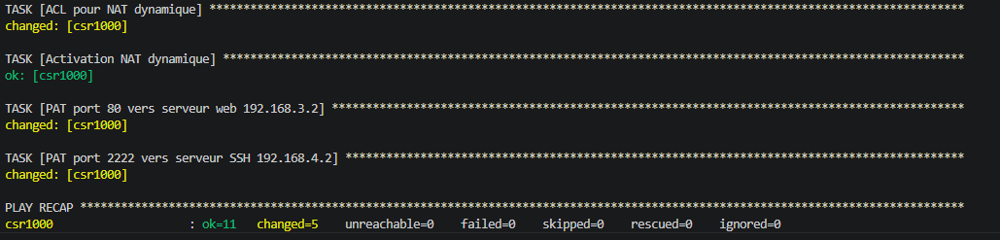 TASK [ACL pour NAT dynamique] ***************************************************************************************************************
changed: [csr1000]
TASK [Activation NAT dynamique] *************************************************************************************************************
ok: [csr1000]
TASK [PAT port 80 vers serveur web 192.168.3.2] *********************************************************************************************
changed: [csr1000]
TASK [PAT port 2222 vers serveur SSH 192.168.4.2] *******************************************************************************************
changed: [csr1000]
PLAY RECAP **********************************************************************************************************************************
csr1000                    : ok=11   changed=5    unreachable=0    failed=0    skipped=0    rescued=0    ignored=0